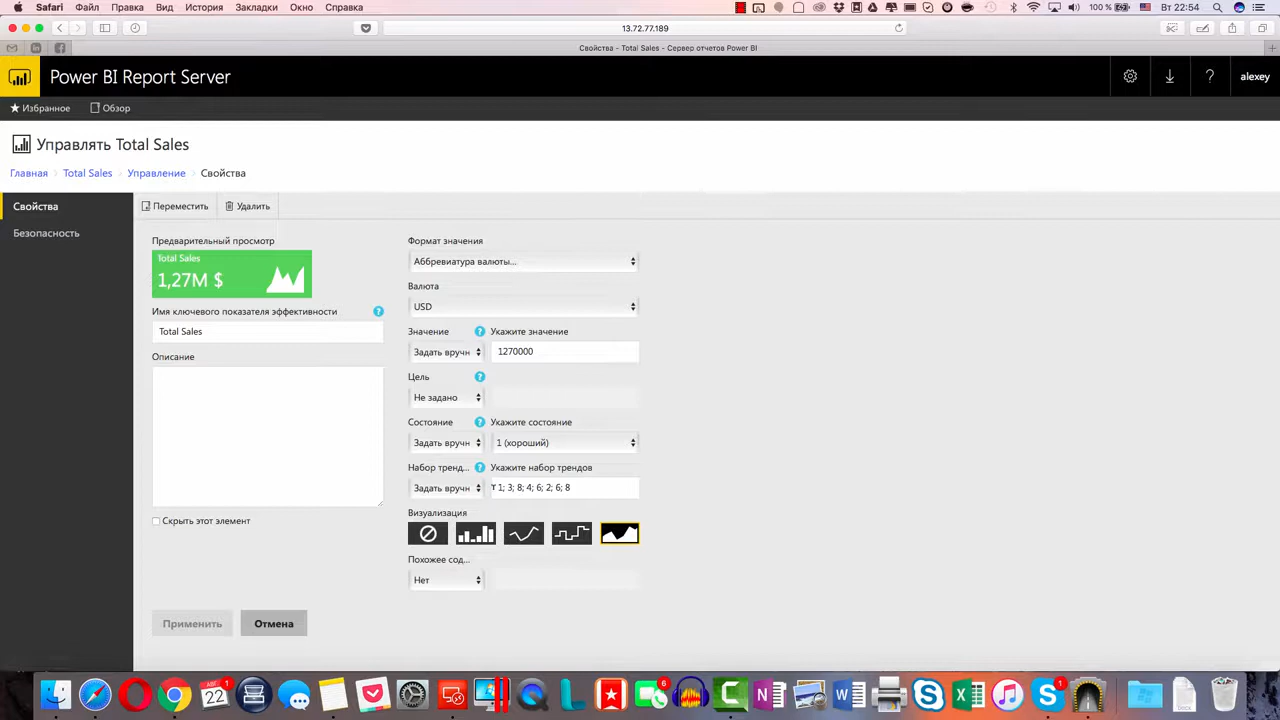 Safari Файл Правка Вид История Закладки Окно Справка 100 % Вт 22:54
13.72.77.189
Свойства - Total Sales - Сервер отчетов Power BI
Power BI Report Server alexey
Избранное Обзор
Управлять Total Sales
Главная > Total Sales > Управление > Свойства
Свойства
Безопасность
Переместить Удалить
Предварительный просмотр
Total Sales
1,27M $
Имя ключевого показателя эффективности ?
Total Sales
Описание
Скрыть этот элемент
Применить Отмена
Формат значения
Аббревиатура валюты...
Валюта
USD
Значение ? Укажите значение
Задать вручн 1270000
Цель ?
Не задано
Состояние ? Укажите состояние
Задать вручн 1 (хороший)
Набор тренд... ? Укажите набор трендов
Задать вручн 1; 3; 8; 4; 6; 2; 6; 8
Визуализация
Похожее сод...
Нет
АВГ.
22
1
6
1